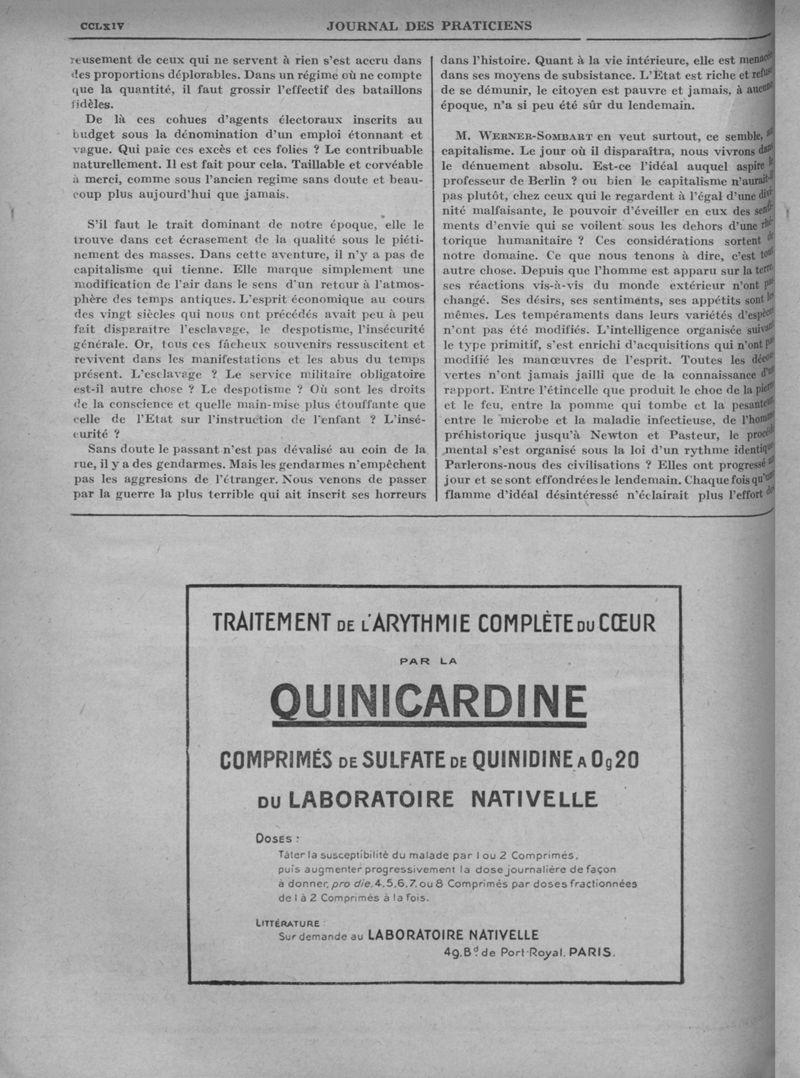 CCLXIV
JOURNAL DES PRATICIENS
reusement de ceux qui ne servent à rien s'est accru dans
des proportions déplorables. Dans un régime où ne compte
que la quantité, il faut grossir l'effectif des bataillons
fidèles.
De là ces cohues d'agents électoraux inscrits au
budget sous la dénomination d'un emploi étonnant et
vague. Qui paie ces excès et ces folies ? Le contribuable
naturellement. Il est fait pour cela. Taillable et corvéable
à merci, comme sous l'ancien regime sans doute et beau-
coup plus aujourd'hui que jamais.
S'il faut le trait dominant de notre époque, elle le
trouve dans cet écrasement de la qualité sous le piéti-
nement des masses. Dans cette aventure, il n'y a pas de
capitalisme qui tienne. Elle marque simplement une
modification de l'air dans le sens d'un retour à l'atmos-
phère des temps antiques. L'esprit économique au cours
des vingt siècles qui nous ont précédés avait peu à peu
fait disparaître l'esclavage, le despotisme, l'insécurité
générale. Or, tous ces fâcheux souvenirs ressuscitent et
revivent dans les manifestations et les abus du temps
présent. L'esclavage ? Le service militaire obligatoire
est-il autre chose ? Le despotisme ? Où sont les droits
de la conscience et quelle main-mise plus étouffante que
celle de l'Etat sur l'instruction de l'enfant ? L'insé-
curité ?
Sans doute le passant n'est pas dévalisé au coin de la
rue, il y a des gendarmes. Mais les gendarmes n'empêchent
pas les aggresions de l'étranger. Nous venons de passer
par la guerre la plus terrible qui ait inscrit ses horreurs
dans l'histoire. Quant à la vie intérieure, elle est menacée
dans ses moyens de subsistance. L'Etat est riche et refuse
de se démunir, le citoyen est pauvre et jamais, à aucune
époque, n'a si peu été sûr du lendemain.
M. WERNER-SOMBART en veut surtout, ce semble, au
capitalisme. Le jour où il disparaîtra, nous vivrons dans
le dénuement absolu. Est-ce l'idéal auquel aspire le
professeur de Berlin ? ou bien le capitalisme n'aurait-il
pas plutôt, chez ceux qui le regardent à l'égal d'une divi-
nité malfaisante, le pouvoir d'éveiller en eux des senti-
ments d'envie qui se voilent sous les dehors d'une rhé-
torique humanitaire ? Ces considérations sortent de
notre domaine. Ce que nous tenons à dire, c'est tout
autre chose. Depuis que l'homme est apparu sur la terre,
ses réactions vis-à-vis du monde extérieur n'ont pas
changé. Ses désirs, ses sentiments, ses appétits sont les
mêmes. Les tempéraments dans leurs variétés d'espèce
n'ont pas été modifiés. L'intelligence organisée suivant
le type primitif, s'est enrichi d'acquisitions qui n'ont pas
modifié les manœuvres de l'esprit. Toutes les décou-
vertes n'ont jamais jailli que de la connaissance d'un
rapport. Entre l'étincelle que produit le choc de la pierre
et le feu, entre la pomme qui tombe et la pesanteur
entre le microbe et la maladie infectieuse, de l'homme
préhistorique jusqu'à Newton et Pasteur, le procédé
mental s'est organisé sous la loi d'un rythme identique.
Parlerons-nous des civilisations ? Elles ont progressé un
jour et se sont effondrées le lendemain. Chaque fois qu'une
flamme d'idéal désintéressé n'éclairait plus l'effort des
TRAITEMENT DE L'ARYTHMIE COMPLÈTE DU CŒUR
PAR LA
QUINICARDINE
COMPRIMÉS DE SULFATE DE QUINIDINE A 0g20
DU LABORATOIRE NATIVELLE
DOSES :
Tâter la susceptibilité du malade par 1 ou 2 Comprimés,
puis augmenter progressivement la dose journalière de façon
à donner, pro die, 4, 5, 6, 7, ou 8 Comprimés par doses fractionnées
de 1 à 2 Comprimés à la fois.
LITTÉRATURE :
Sur demande au LABORATOIRE NATIVELLE
49, Bd de Port-Royal, PARIS.